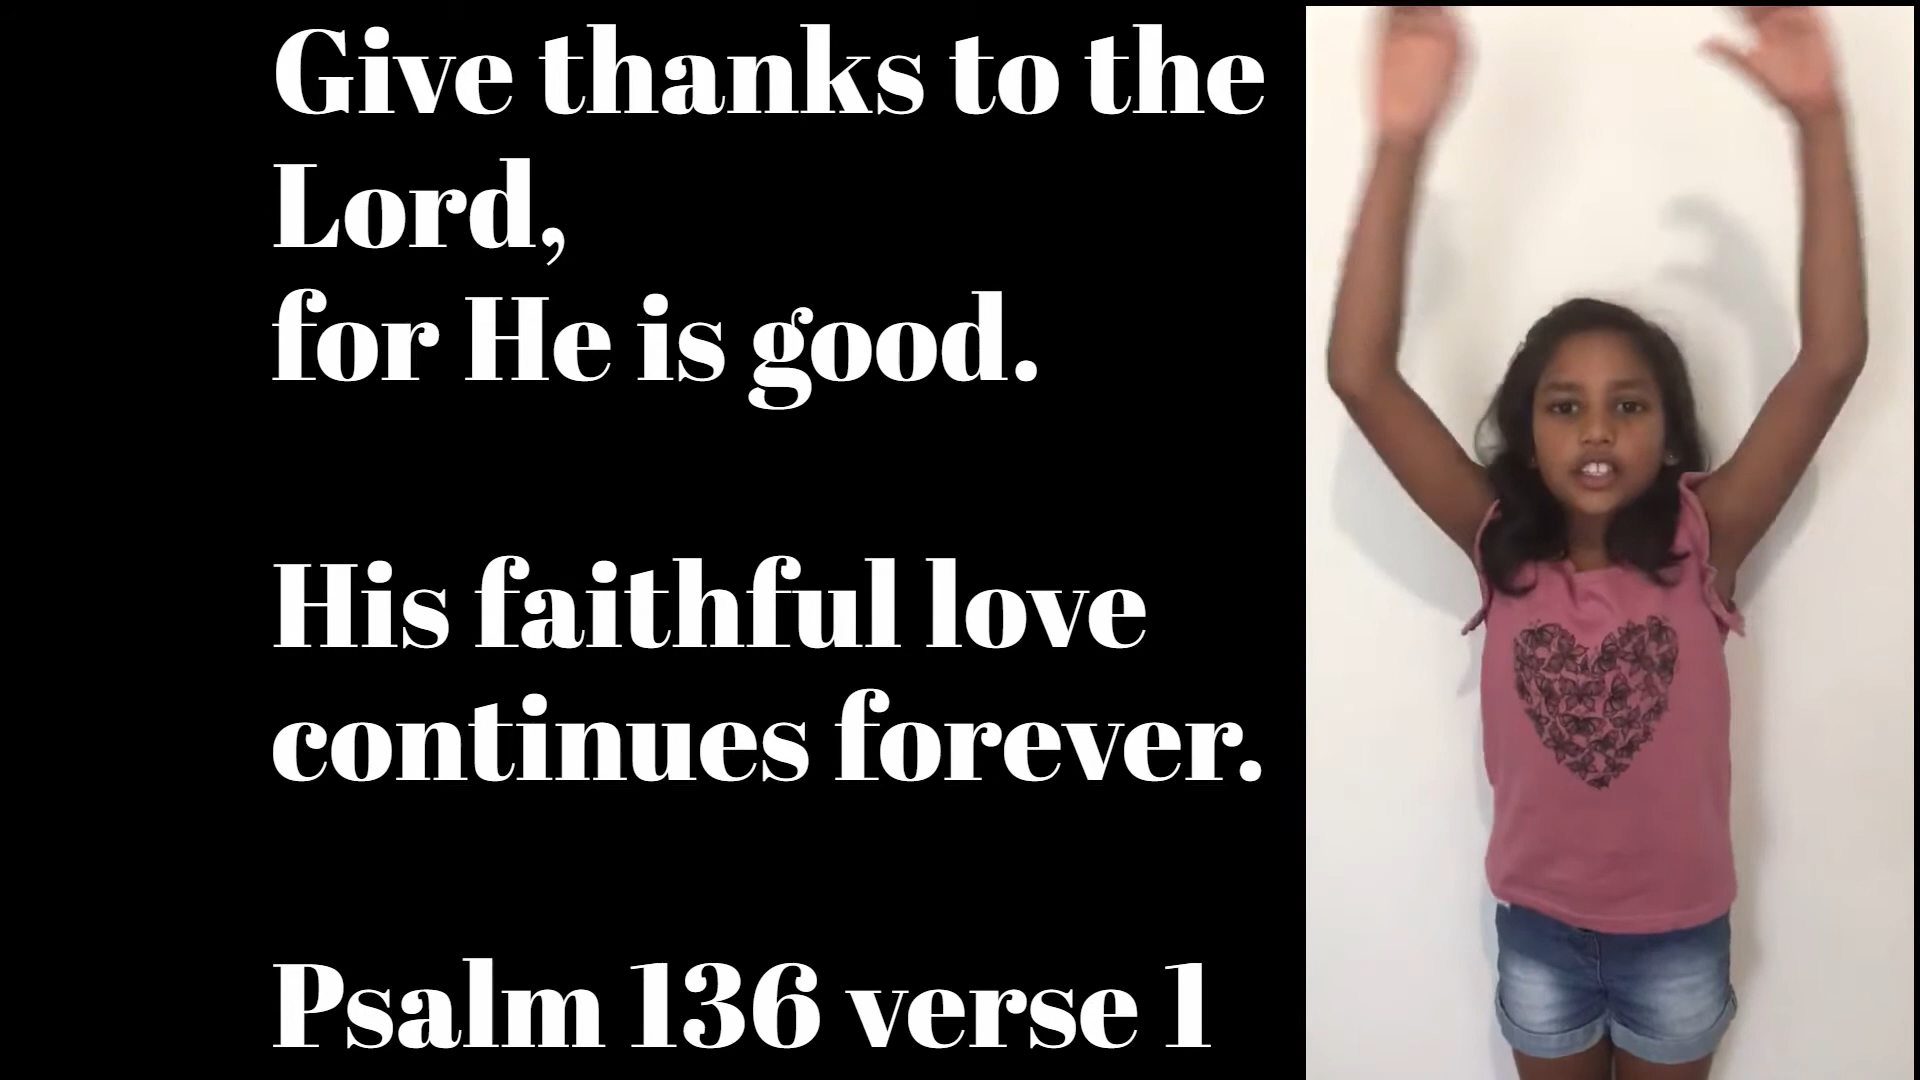 Give thanks to the
Lord,
for He is good.
His faithful love
continues forever.
Psalm 136 verse 1